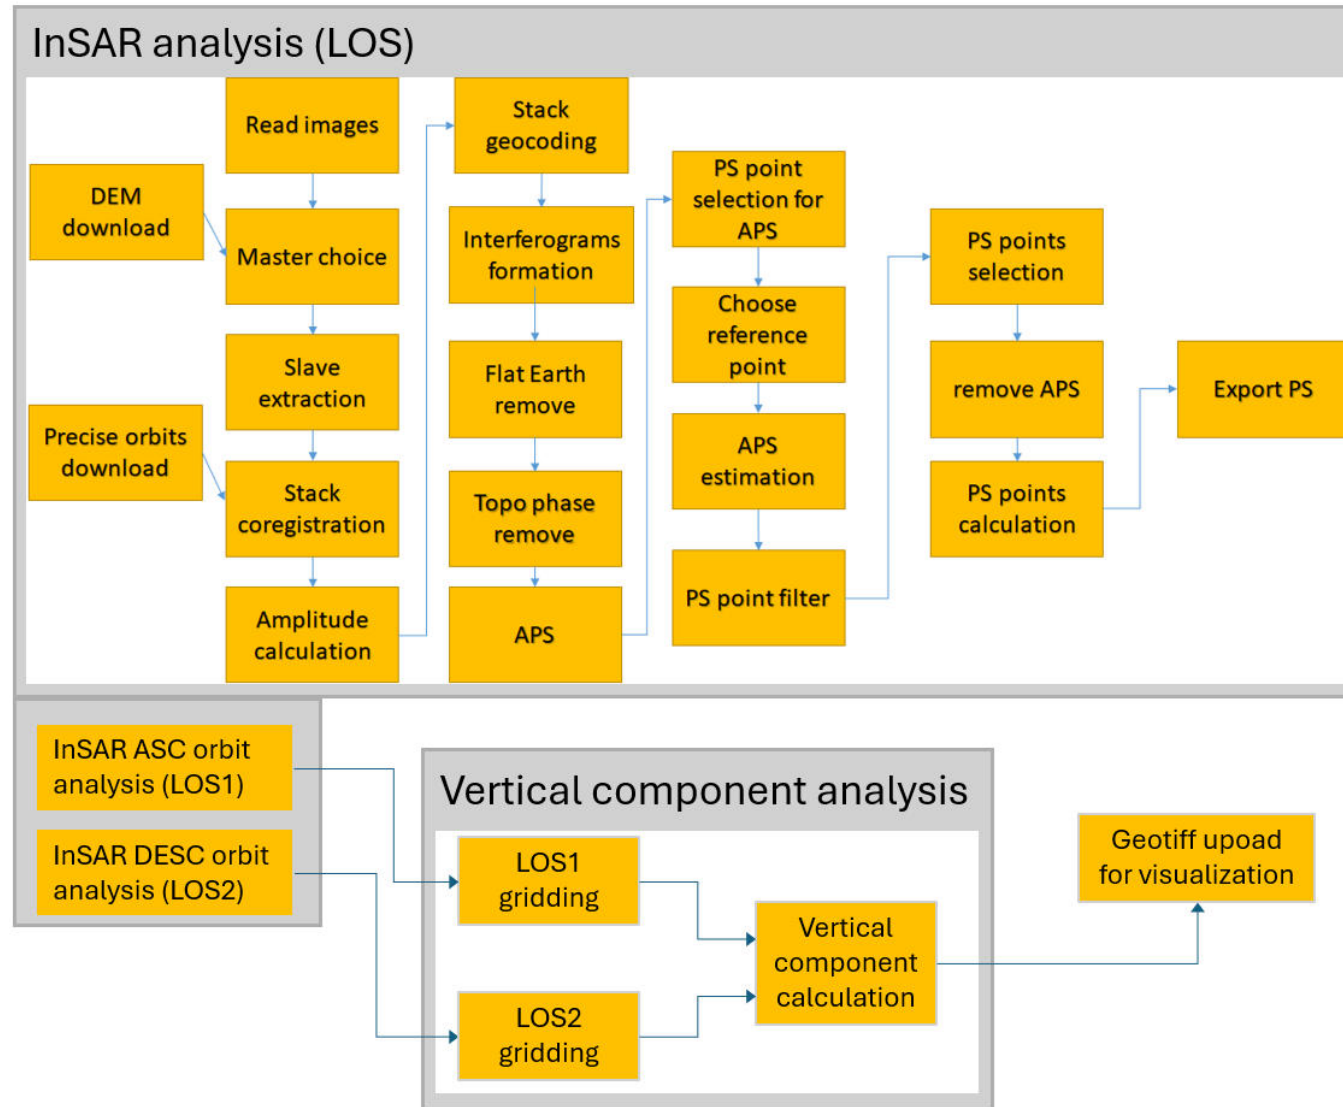 InSAR analysis (LOS)
Read images
DEM
download
Master choice
Slave
extraction
Precise orbits
download
Stack
coregistration
Amplitude
calculation
Stack
geocoding
Interferograms
formation
Flat Earth
remove
Topo phase
remove
APS
PS point
selection for
APS
Choose
reference
point
APS
estimation
PS point filter
PS points
selection
remove APS
PS points
calculation
Export PS
InSAR ASC orbit
analysis (LOS1)
InSAR DESC orbit
analysis (LOS2)
Vertical component analysis
LOS1
gridding
LOS2
gridding
Vertical
component
calculation
Geotiff upoad
for visualization